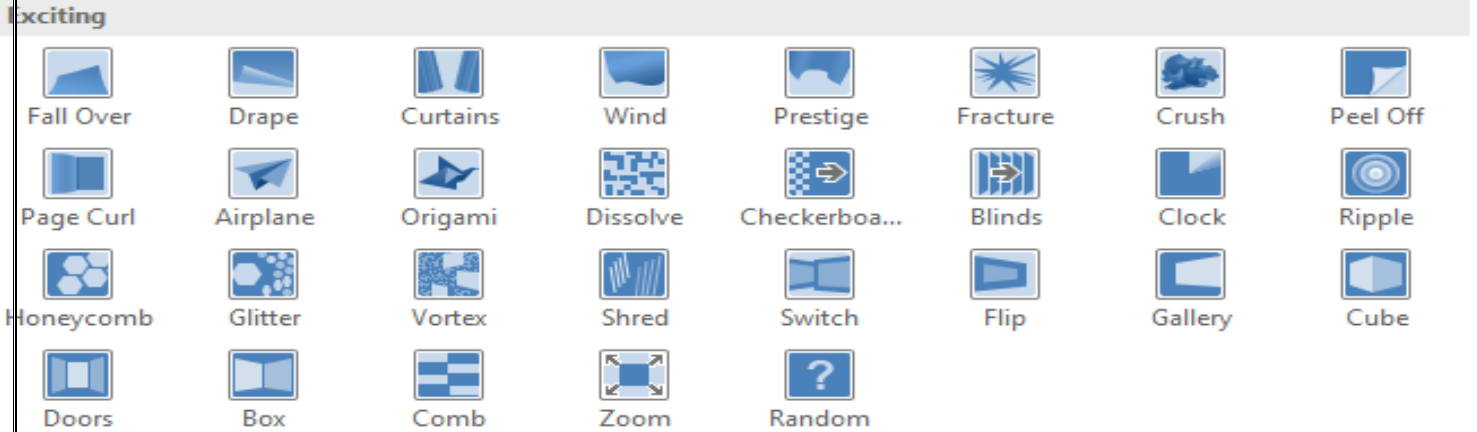 Exciting
Fall Over Drape Curtains Wind Prestige Fracture Crush Peel Off
Page Curl Airplane Origami Dissolve Checkerboa... Blinds Clock Ripple
Honeycomb Glitter Vortex Shred Switch Flip Gallery Cube
?
Doors Box Comb Zoom Random